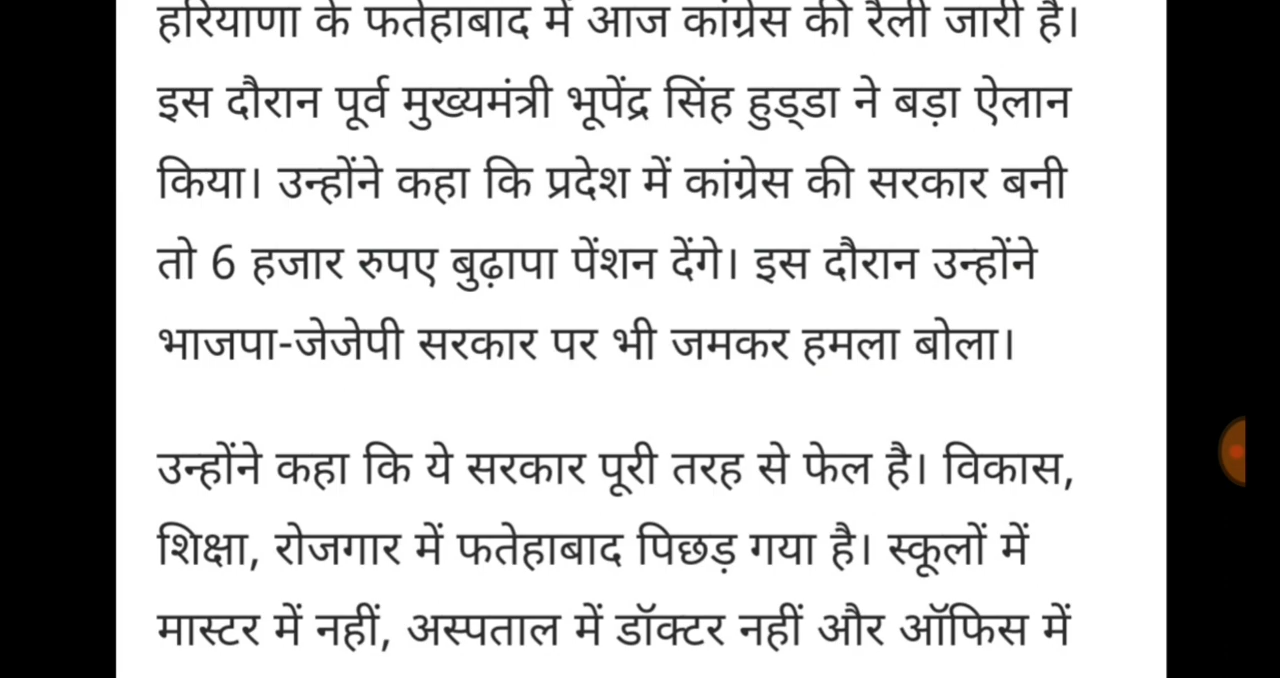 हरियाणा के फतेहाबाद में आज कांग्रेस की रैली जारी है।
इस दौरान पूर्व मुख्यमंत्री भूपेंद्र सिंह हुड्डा ने बड़ा ऐलान
किया। उन्होंने कहा कि प्रदेश में कांग्रेस की सरकार बनी
तो 6 हजार रुपए बुढ़ापा पेंशन देंगे। इस दौरान उन्होंने
भाजपा-जेजेपी सरकार पर भी जमकर हमला बोला।
उन्होंने कहा कि ये सरकार पूरी तरह से फेल है। विकास,
शिक्षा, रोजगार में फतेहाबाद पिछड़ गया है। स्कूलों में
मास्टर में नहीं, अस्पताल में डॉक्टर नहीं और ऑफिस में